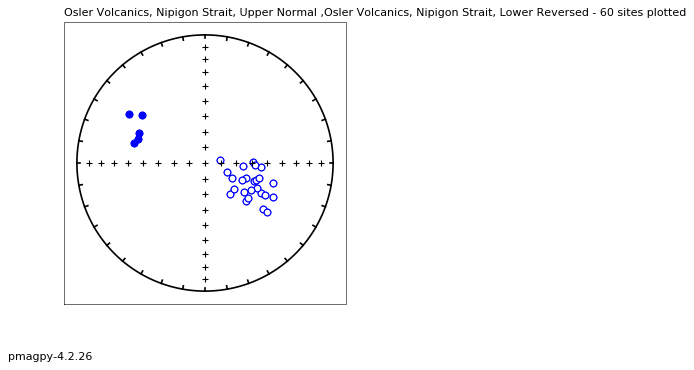 Osler Volcanics, Nipigon Strait, Upper Normal ,Osler Volcanics, Nipigon Strait, Lower Reversed - 60 sites plotted
pmagpy-4.2.26